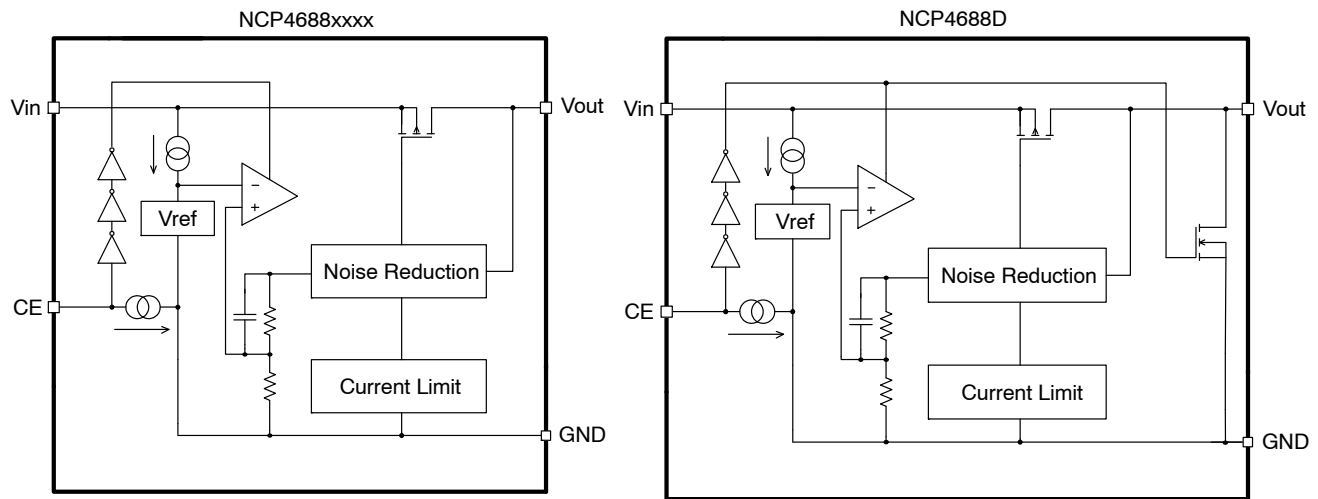 NCP4688xxxx
Vin
Vout
−
+
Vref
Noise Reduction
CE
Current Limit
GND
NCP4688D
Vin
Vout
−
+
Vref
Noise Reduction
CE
Current Limit
GND